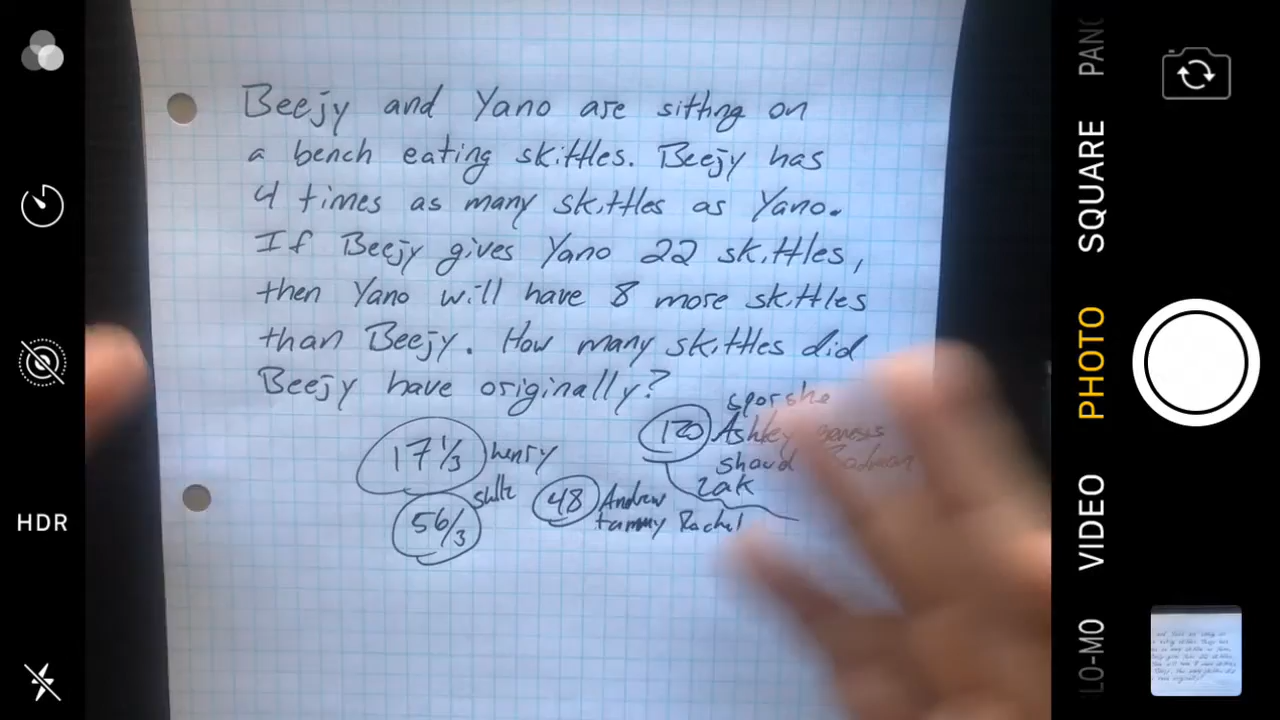 Beejy and Yano are sitting on
a bench eating skittles. Beejy has
4 times as many skittles as Yano.
If Beejy gives Yano 22 skittles,
then Yano will have 8 more skittles
than Beejy. How many skittles did
Beejy have originally?
17 1/3 henry
120 Ashley
zak
56/3
48 Andrew
tammy Rachel
HDR
LO-MO
VIDEO
PHOTO
SQUARE
PANO